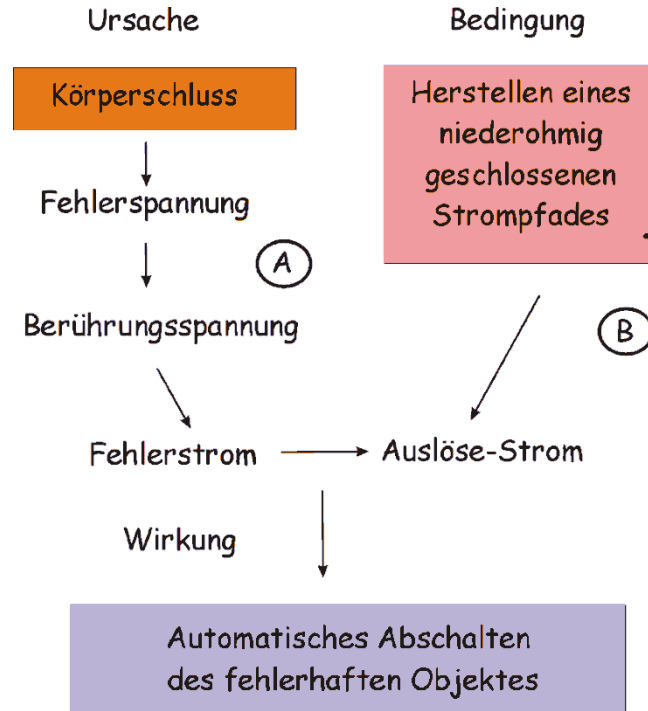 Ursache
Bedingung
Körperschluss
Herstellen eines
niederohmig
geschlossenen
Strompfades
Fehlerspannung
A
Berührungsspannung
B
Fehlerstrom
Auslöse-Strom
Wirkung
Automatisches Abschalten
des fehlerhaften Objektes